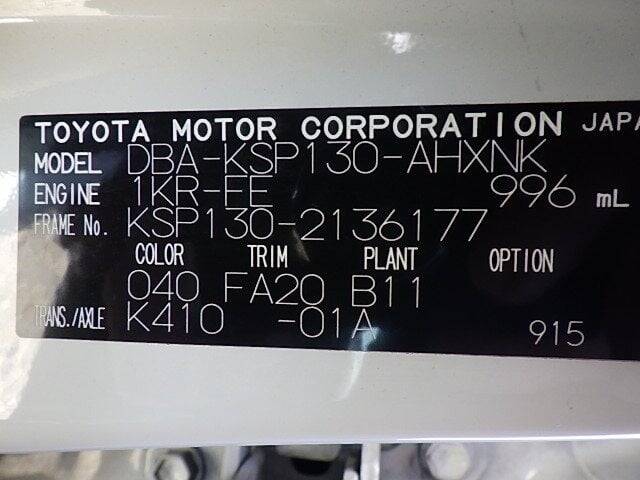 TOYOTA MOTOR CORPORATION JAPA
MODEL DBA-KSP130-AHXNK
ENGINE 1KR-FE 996 mL
FRAME No. KSP130-2136177
COLOR TRIM PLANT OPTION
040 FA20 B11
TRANS./AXLE K410 -01A 915